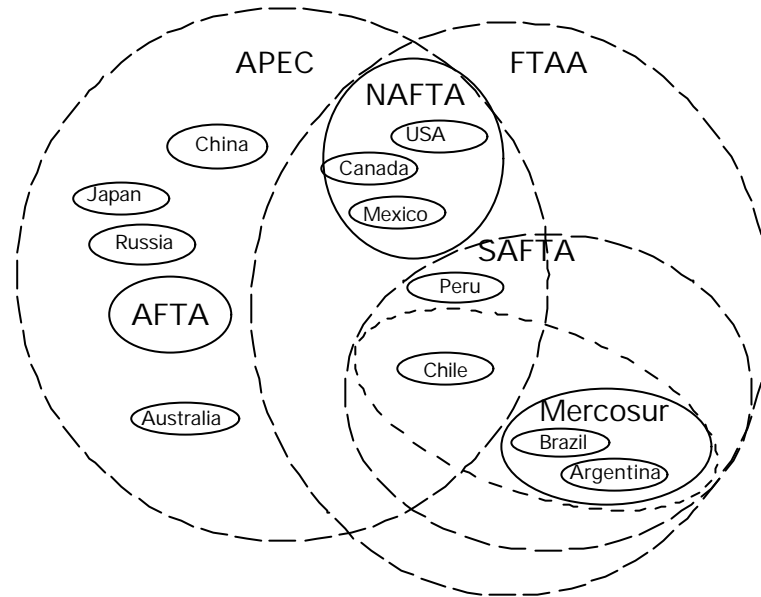 APEC
FTAA
NAFTA
USA
China
Canada
Japan
Mexico
Russia
SAFTA
Peru
AFTA
Chile
Mercosur
Australia
Brazil
Argentina